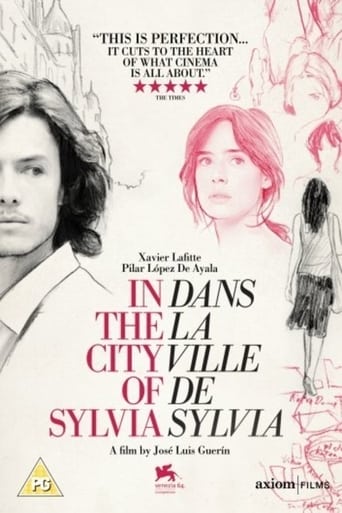 "THIS IS PERFECTION...
IT CUTS TO THE HEART
OF WHAT CINEMA
IS ALL ABOUT."
THE TIMES
Xavier Lafitte
Pilar López De Ayala
IN DANS
THE LA
CITY VILLE
OF DE
SYLVIA SYLVIA
A film by José Luis Guerín
PG
venezia 64.
axiom FILMS